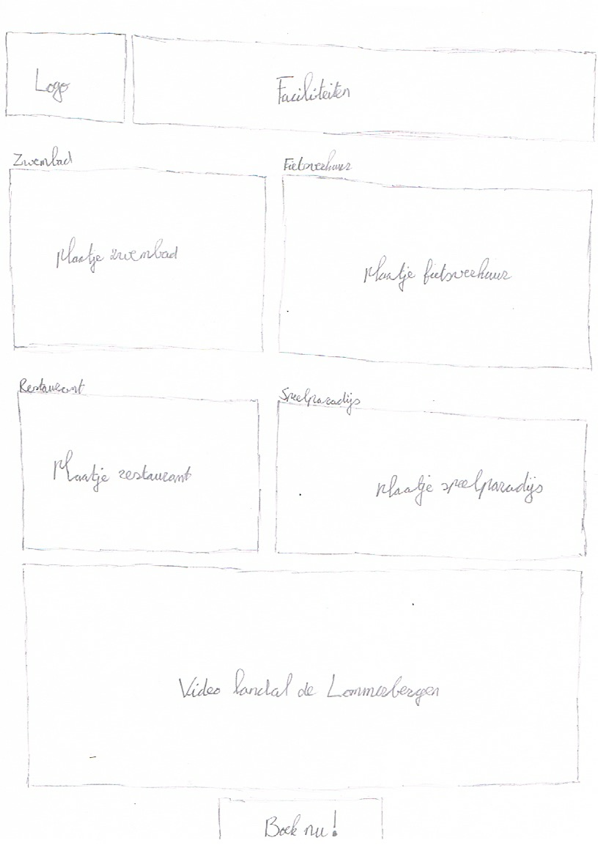 Logo
Faciliteiten
Zwembad
Fietsverhuur
Plaatje zwembad
Plaatje fietsverhuur
Restaurant
Speelparadijs
Plaatje restaurant
Plaatje speelparadijs
Video landal de Lommerbergen
Boek nu!